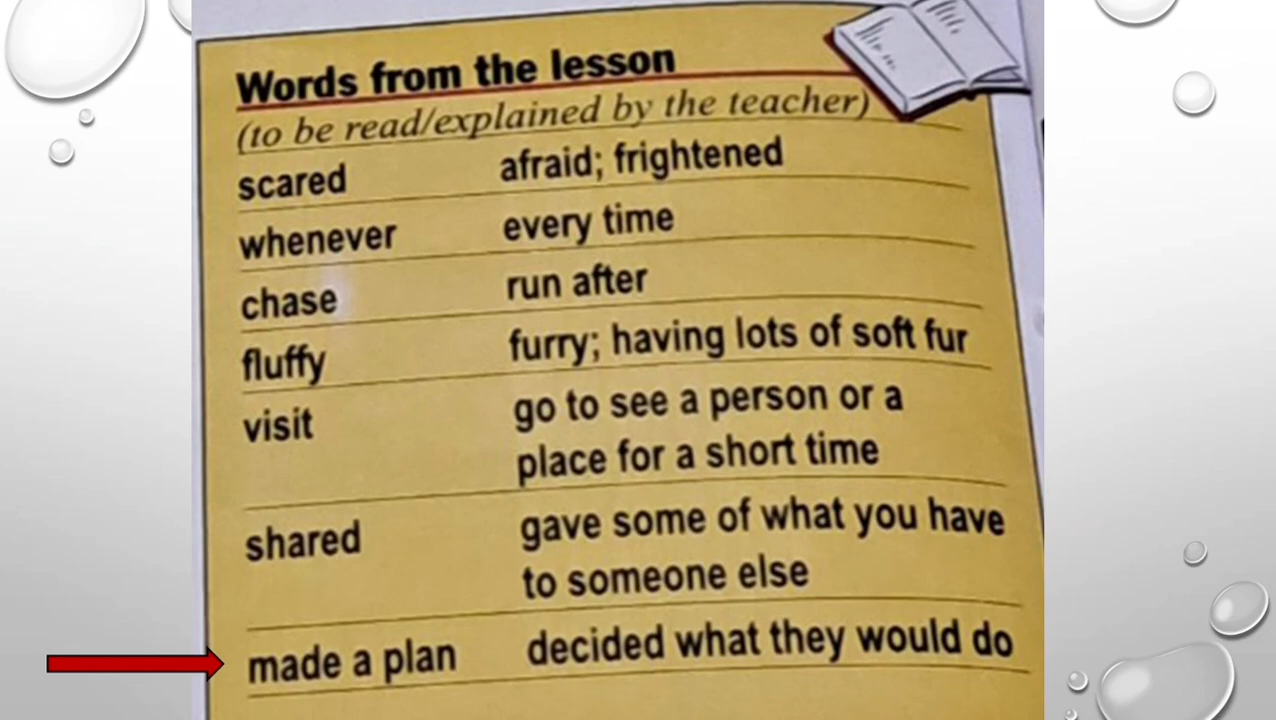 Words from the lesson
(to be read/explained by the teacher)
scared afraid; frightened
whenever every time
chase run after
fluffy furry; having lots of soft fur
visit go to see a person or a
place for a short time
shared gave some of what you have
to someone else
made a plan decided what they would do